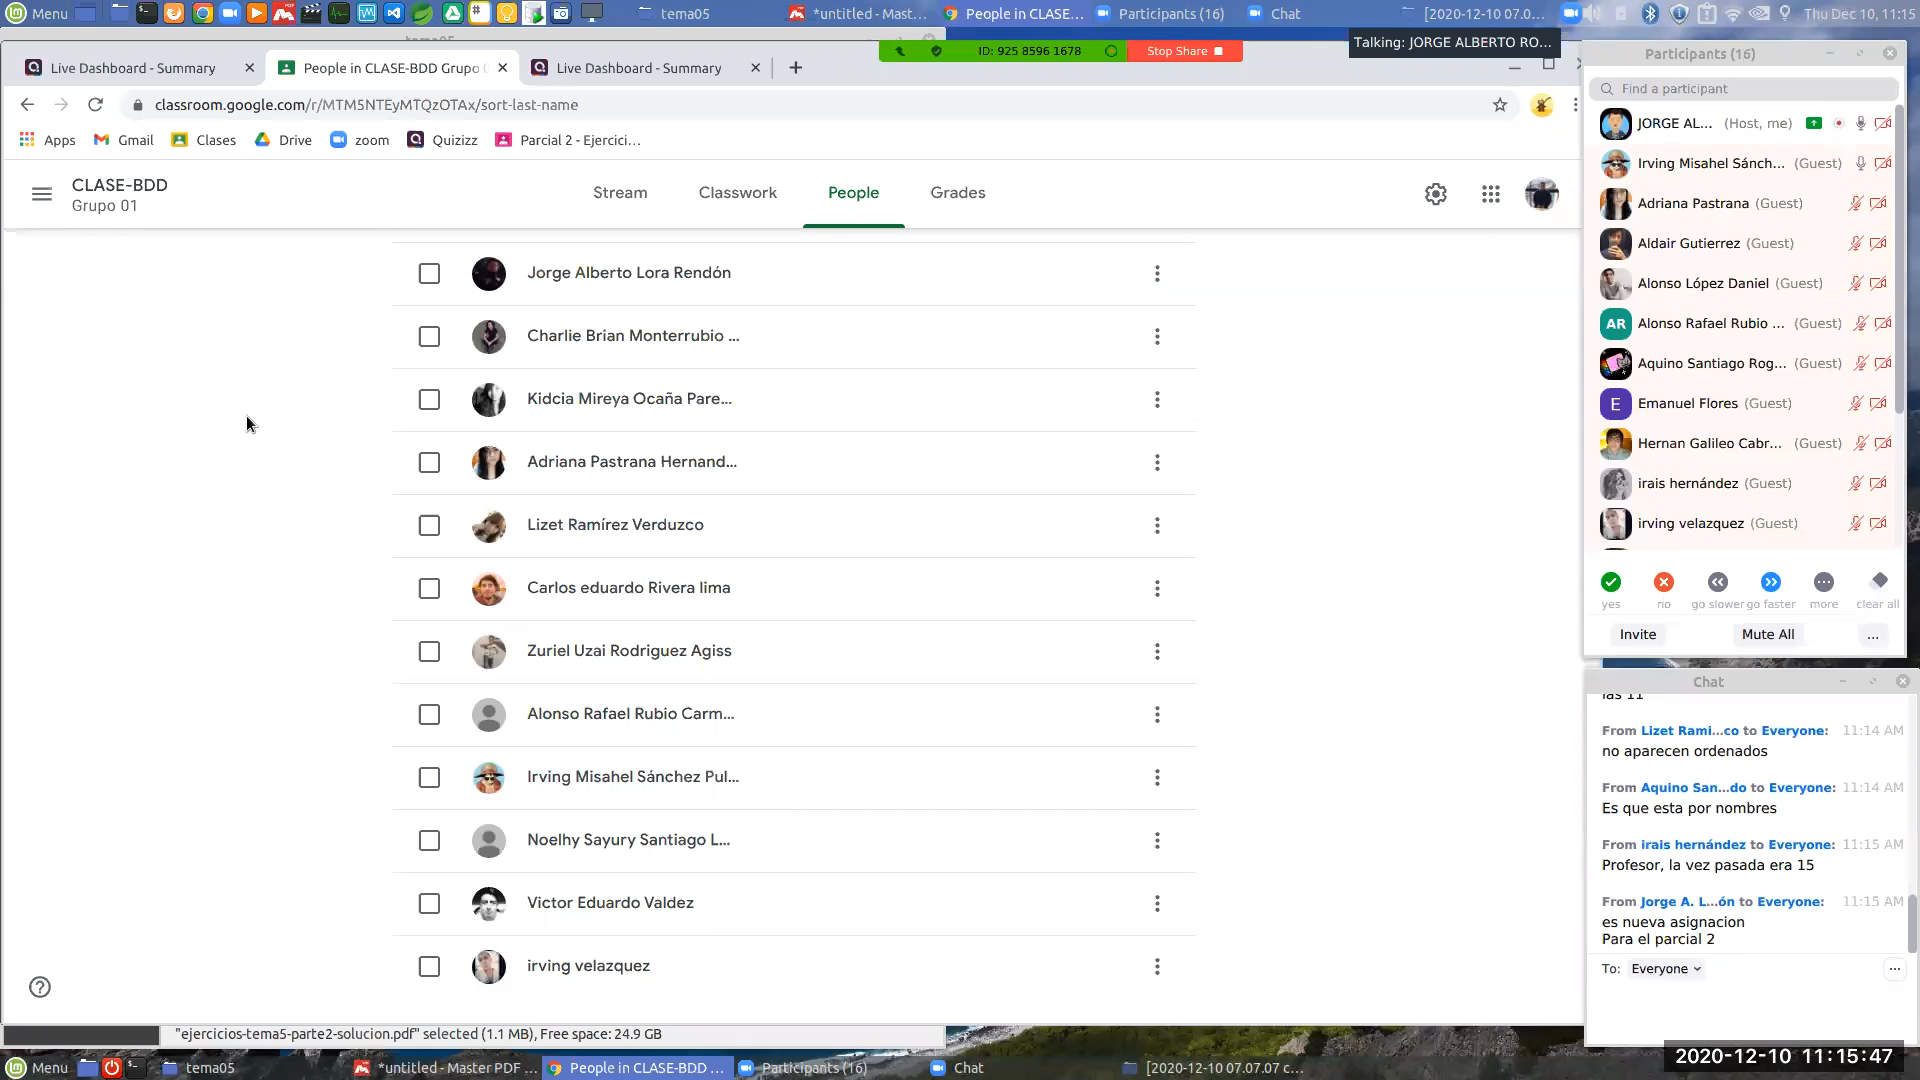 Menu
tema05
*untitled - Mast...
People in CLASE...
Participants (16)
Chat
[2020-12-10 07.0...
Thu Dec 10, 11:15
ID: 925 8596 1678
Stop Share
Talking: JORGE ALBERTO RO...
Live Dashboard - Summary
People in CLASE-BDD Grupo
Live Dashboard - Summary
classroom.google.com/r/MTM5NTEyMTQzOTAx/sort-last-name
Apps
Gmail
Clases
Drive
zoom
Quizizz
Parcial 2 - Ejercici...
CLASE-BDD
Grupo 01
Stream
Classwork
People
Grades
Jorge Alberto Lora Rendón
Charlie Brian Monterrubio ...
Kidcia Mireya Ocaña Pare...
Adriana Pastrana Hernand...
Lizet Ramírez Verduzco
Carlos eduardo Rivera lima
Zuriel Uzai Rodriguez Agiss
Alonso Rafael Rubio Carm...
Irving Misahel Sánchez Pul...
Noelhy Sayury Santiago L...
Victor Eduardo Valdez
irving velazquez
Participants (16)
Find a participant
JORGE AL... (Host, me)
Irving Misahel Sánch... (Guest)
Adriana Pastrana (Guest)
Aldair Gutierrez (Guest)
Alonso López Daniel (Guest)
AR Alonso Rafael Rubio ... (Guest)
Aquino Santiago Rog... (Guest)
E Emanuel Flores (Guest)
Hernan Galileo Cabr... (Guest)
irais hernández (Guest)
irving velazquez (Guest)
yes
no
go slower
go faster
more
clear all
Invite
Mute All
...
Chat
las 11
From Lizet Rami...co to Everyone: 11:14 AM
no aparecen ordenados
From Aquino San...do to Everyone: 11:14 AM
Es que esta por nombres
From irais hernández to Everyone: 11:15 AM
Profesor, la vez pasada era 15
From Jorge A. L...ón to Everyone: 11:15 AM
es nueva asignacion
Para el parcial 2
To: Everyone
"ejercicios-tema5-parte2-solucion.pdf" selected (1.1 MB), Free space: 24.9 GB
2020-12-10 11:15:47
Menu
tema05
*untitled - Master PDF ...
People in CLASE-BDD ...
Participants (16)
Chat
[2020-12-10 07.07.07 c...